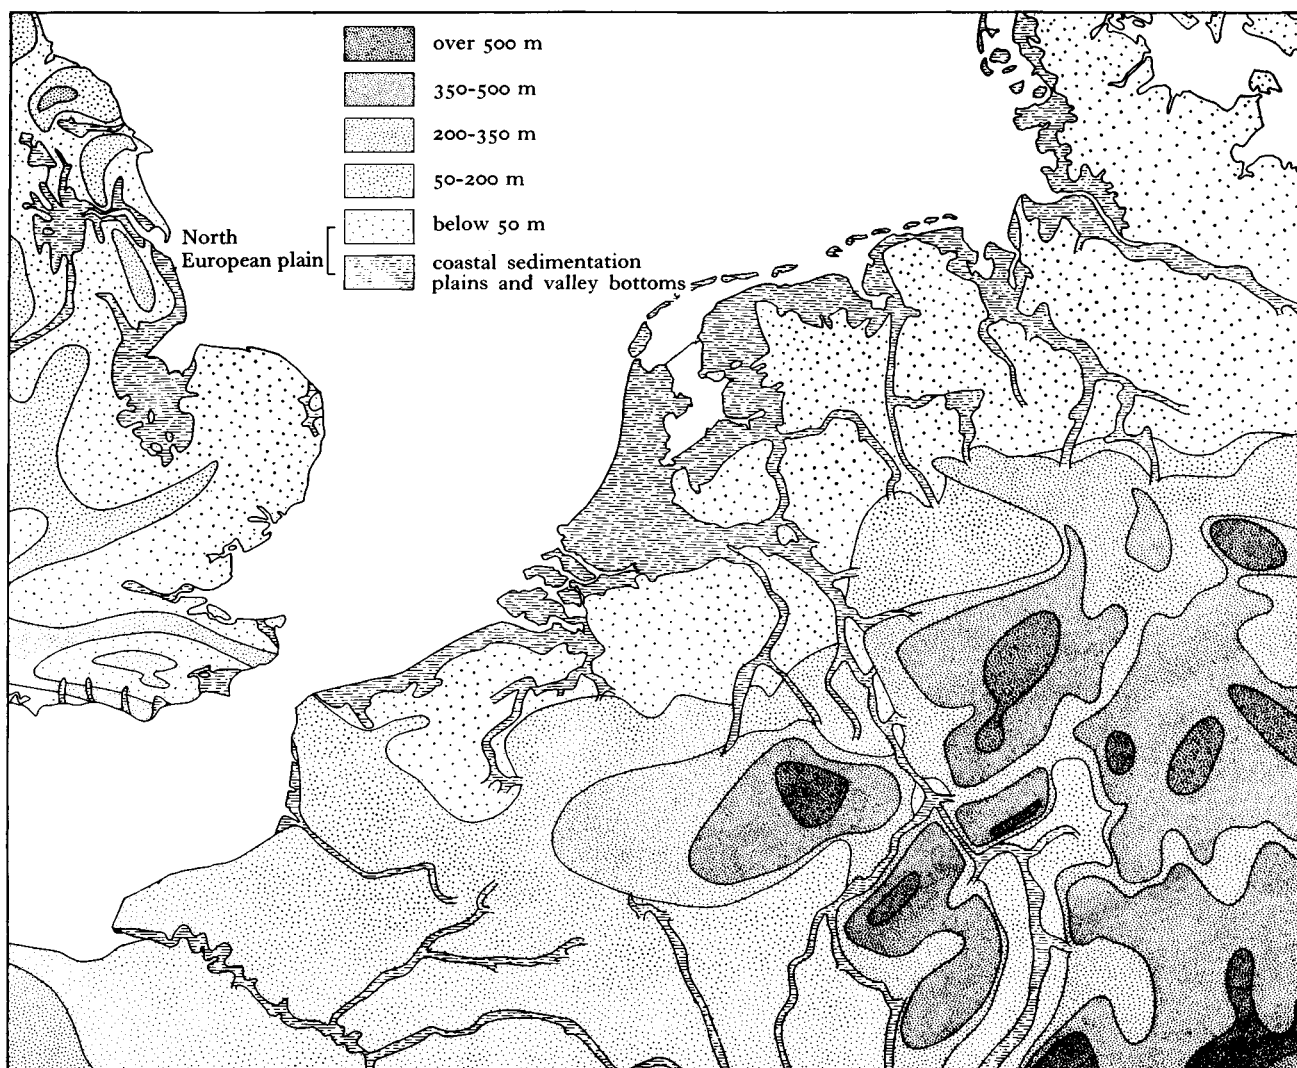 over 500 m
350-500 m
200-350 m
50-200 m
below 50 m
North
European plain
coastal sedimentation
plains and valley bottoms